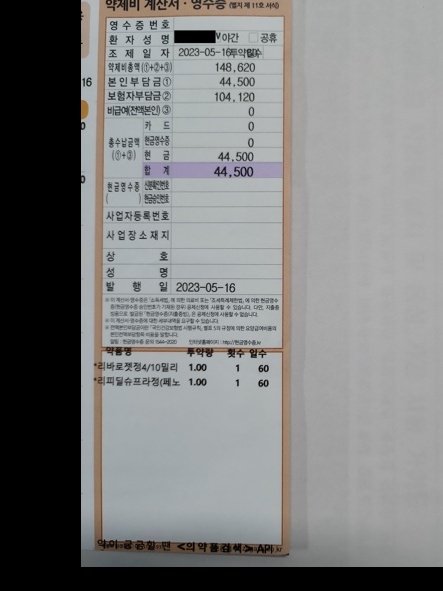 약제비 계산서·영수증 (별지 제 11호 서식)
영수증번호
환자성명 V야간 □공휴
조제일자 2023-05-16투약일수
약제비총액(①+②+③) 148,620
본인부담금① 44,500
보험자부담금② 104,120
비급여(전액본인)③ 0
카드 0
총수납금액 현금영수증 0
(①+③) 현금 44,500
합계 44,500
현금영수증 신분확인번호
( ) 현금승인번호
사업자등록번호
사업장소재지
상호
성명
발행일 2023-05-16
약품명 투약량 횟수 일수
*리바로젯정4/10밀리 1.00 1 60
*리피딜슈프라정(페노 1.00 1 60
약이 궁금할 땐 <의약품검색> API